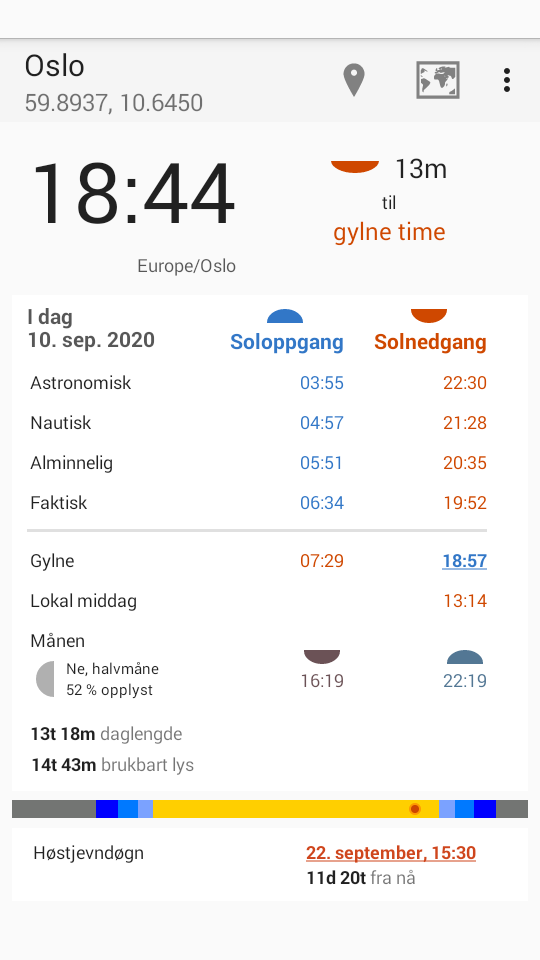 Oslo
59.8937, 10.6450
18:44
13m
til
gylne time
Europe/Oslo
I dag
10. sep. 2020
Soloppgang
Solnedgang
Astronomisk 03:55 22:30
Nautisk 04:57 21:28
Alminnelig 05:51 20:35
Faktisk 06:34 19:52
Gylne 07:29 18:57
Lokal middag 13:14
Månen
Ne, halvmåne
52 % opplyst
16:19 22:19
13t 18m daglengde
14t 43m brukbart lys
Høstjevndøgn 22. september, 15:30
11d 20t fra nå